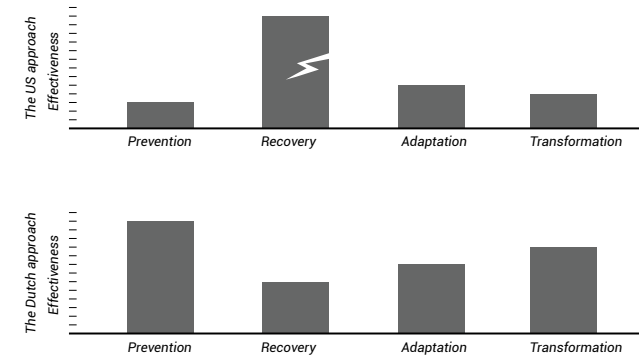 The US approach
Effectiveness
Prevention
Recovery
Adaptation
Transformation
The Dutch approach
Effectiveness
Prevention
Recovery
Adaptation
Transformation